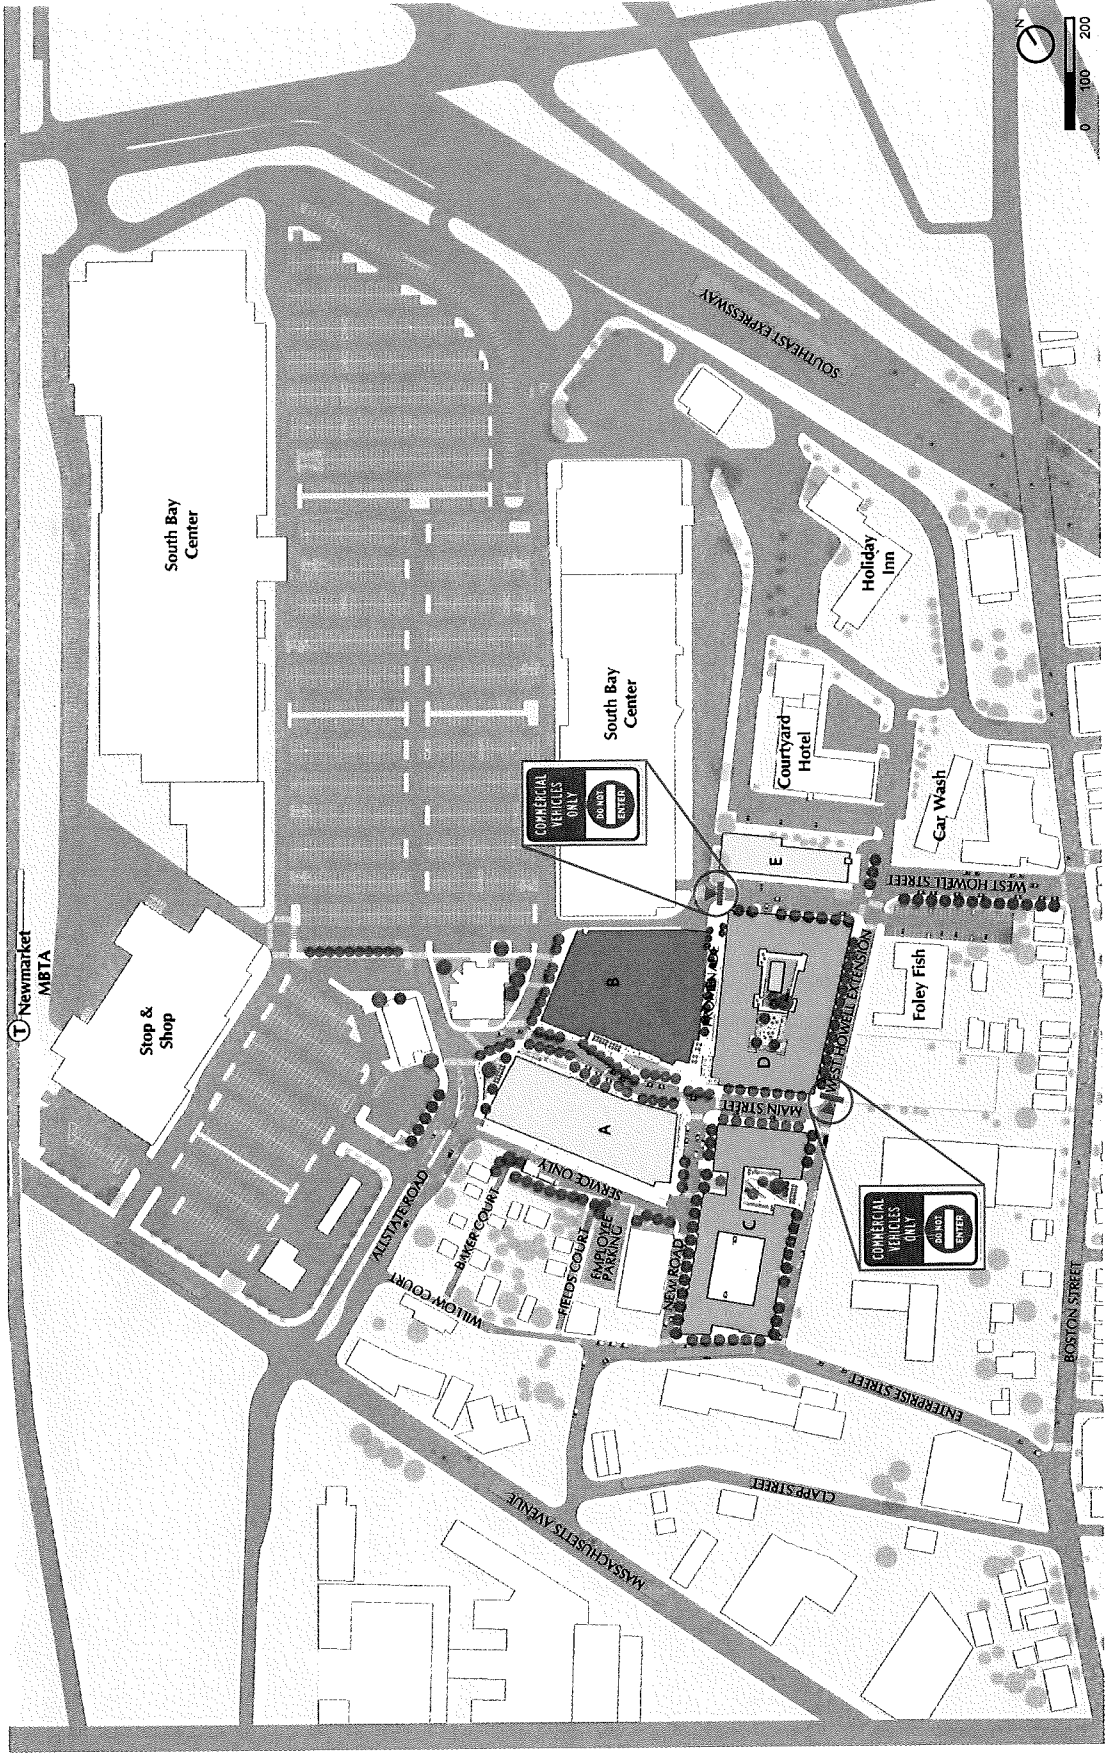 Newmarket
MBTA
South Bay
Center
Stop &
Shop
South Bay
Center
SOUTHEAST EXPRESSWAY
Holiday
Inn
Courtyard
Hotel
Car Wash
COMMERCIAL
VEHICLES
ONLY
DO NOT
ENTER
E
WEST HOWELL STREET
B
D
Foley Fish
WEST HOWELL EXTENSION
MAIN STREET
A
C
SERVICE ONLY
ALLSTATE ROAD
BAKER COURT
WILLOW COURT
FIELDS COURT
EMPLOYEE
PARKING
NEW ROAD
COMMERCIAL
VEHICLES
ONLY
DO NOT
ENTER
BOSTON STREET
ENTERPRISE STREET
CLAPP STREET
MASSACHUSETTS AVENUE
T
N
0 100 200